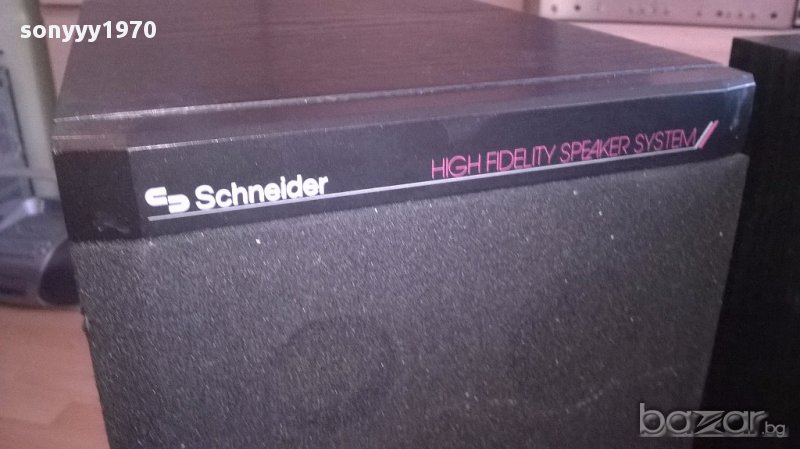 sonyyy1970
Schneider
HIGH FIDELITY SPEAKER SYSTEM
bazar.bg